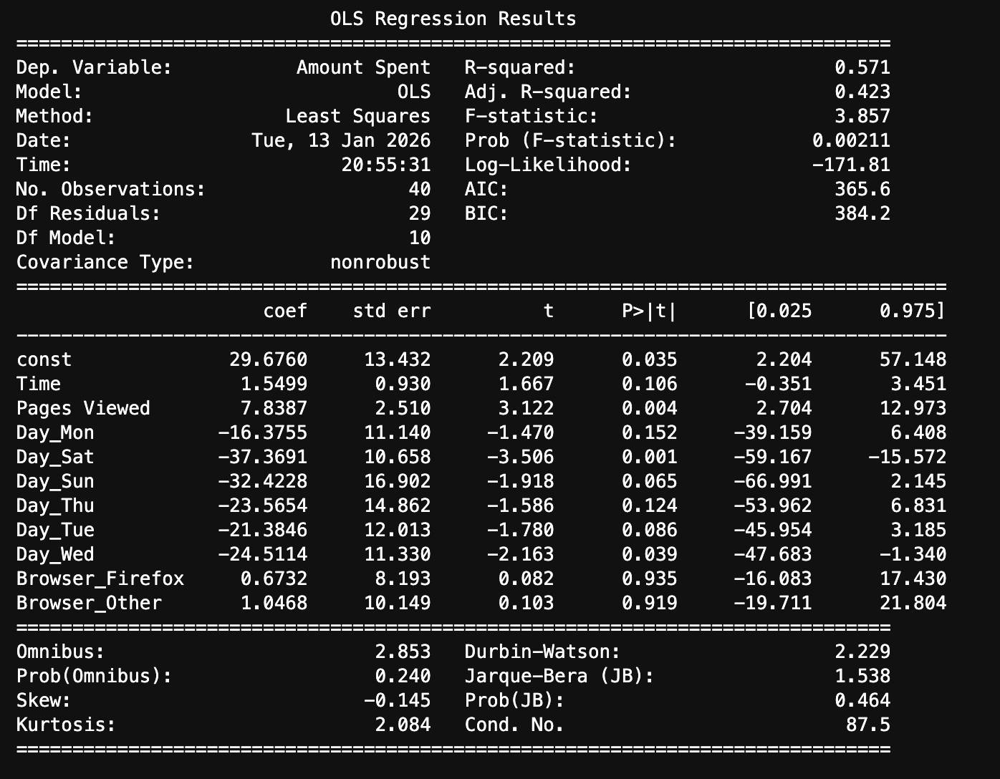 OLS Regression Results
==============================================================================
Dep. Variable:           Amount Spent   R-squared:                       0.571
Model:                            OLS   Adj. R-squared:                  0.423
Method:                 Least Squares   F-statistic:                     3.857
Date:                Tue, 13 Jan 2026   Prob (F-statistic):            0.00211
Time:                        20:55:31   Log-Likelihood:                -171.81
No. Observations:                  40   AIC:                             365.6
Df Residuals:                      29   BIC:                             384.2
Df Model:                          10
Covariance Type:            nonrobust
===================================================================================
                      coef    std err          t      P>|t|      [0.025      0.975]
-----------------------------------------------------------------------------------
const              29.6760     13.432      2.209      0.035       2.204      57.148
Time                1.5499      0.930      1.667      0.106      -0.351       3.451
Pages Viewed        7.8387      2.510      3.122      0.004       2.704      12.973
Day_Mon           -16.3755     11.140     -1.470      0.152     -39.159       6.408
Day_Sat           -37.3691     10.658     -3.506      0.001     -59.167     -15.572
Day_Sun           -32.4228     16.902     -1.918      0.065     -66.991       2.145
Day_Thu           -23.5654     14.862     -1.586      0.124     -53.962       6.831
Day_Tue           -21.3846     12.013     -1.780      0.086     -45.954       3.185
Day_Wed           -24.5114     11.330     -2.163      0.039     -47.683      -1.340
Browser_Firefox     0.6732      8.193      0.082      0.935     -16.083      17.430
Browser_Other       1.0468     10.149      0.103      0.919     -19.711      21.804
==============================================================================
Omnibus:                        2.853   Durbin-Watson:                   2.229
Prob(Omnibus):                  0.240   Jarque-Bera (JB):                1.538
Skew:                          -0.145   Prob(JB):                        0.464
Kurtosis:                       2.084   Cond. No.                         87.5
==============================================================================